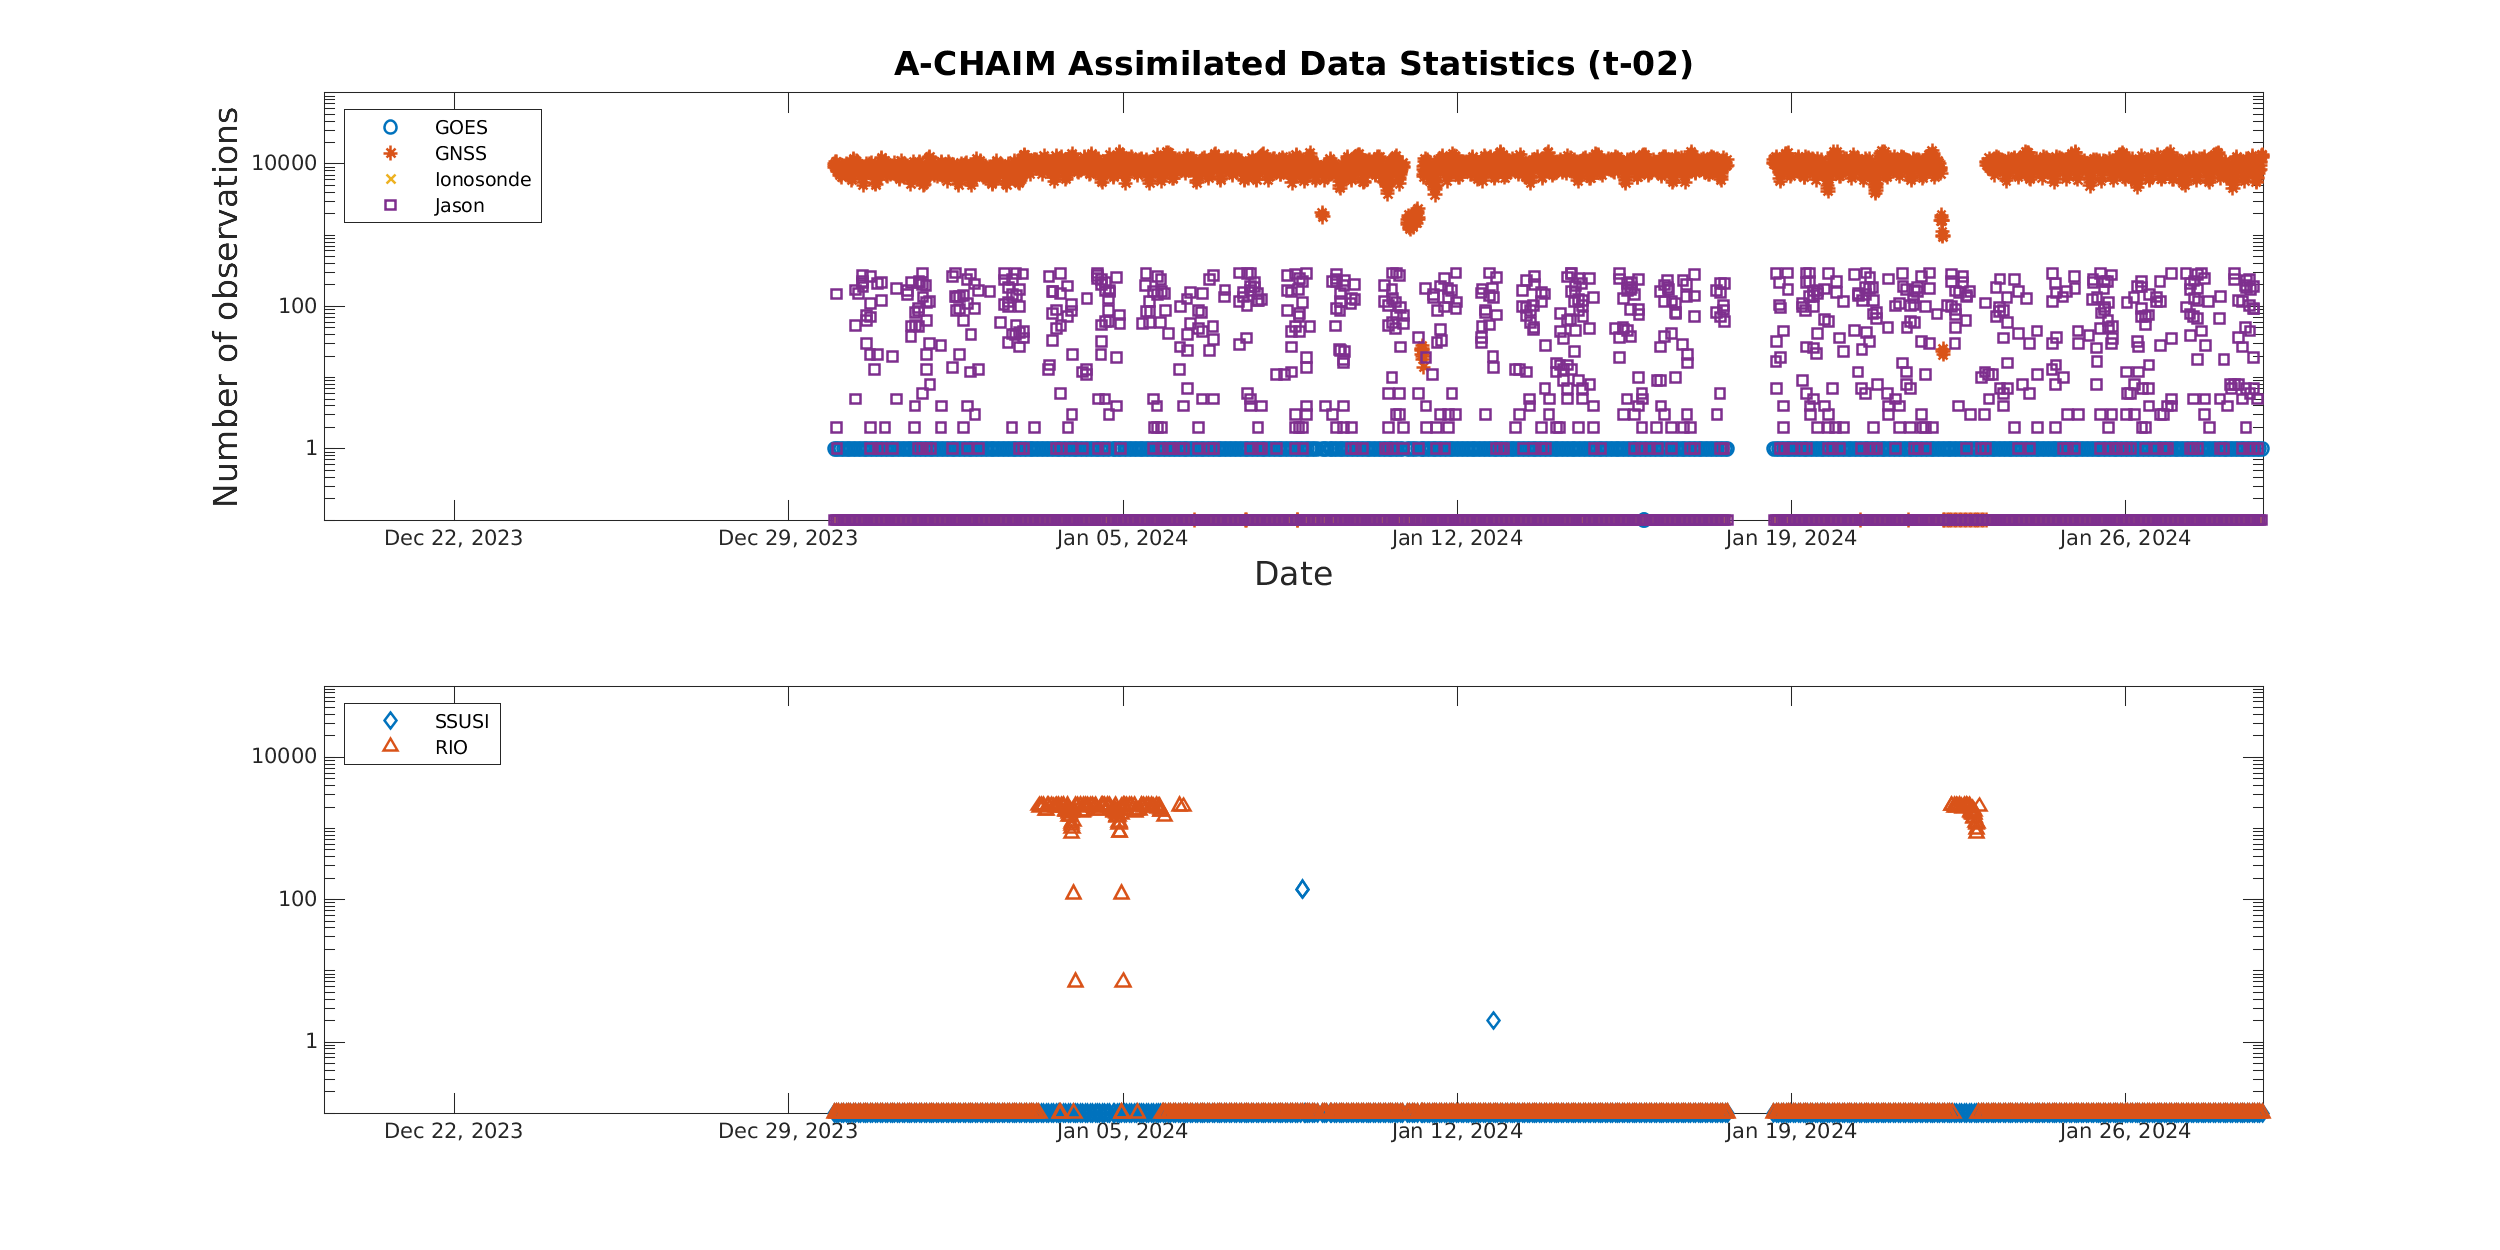 A-CHAIM Assimilated Data Statistics (t-02)
Number of observations
GOES
GNSS
Ionosonde
Jason
10000
100
1
Dec 22, 2023 Dec 29, 2023 Jan 05, 2024 Jan 12, 2024 Jan 19, 2024 Jan 26, 2024
Date
SSUSI
RIO
10000
100
1
Dec 22, 2023 Dec 29, 2023 Jan 05, 2024 Jan 12, 2024 Jan 19, 2024 Jan 26, 2024